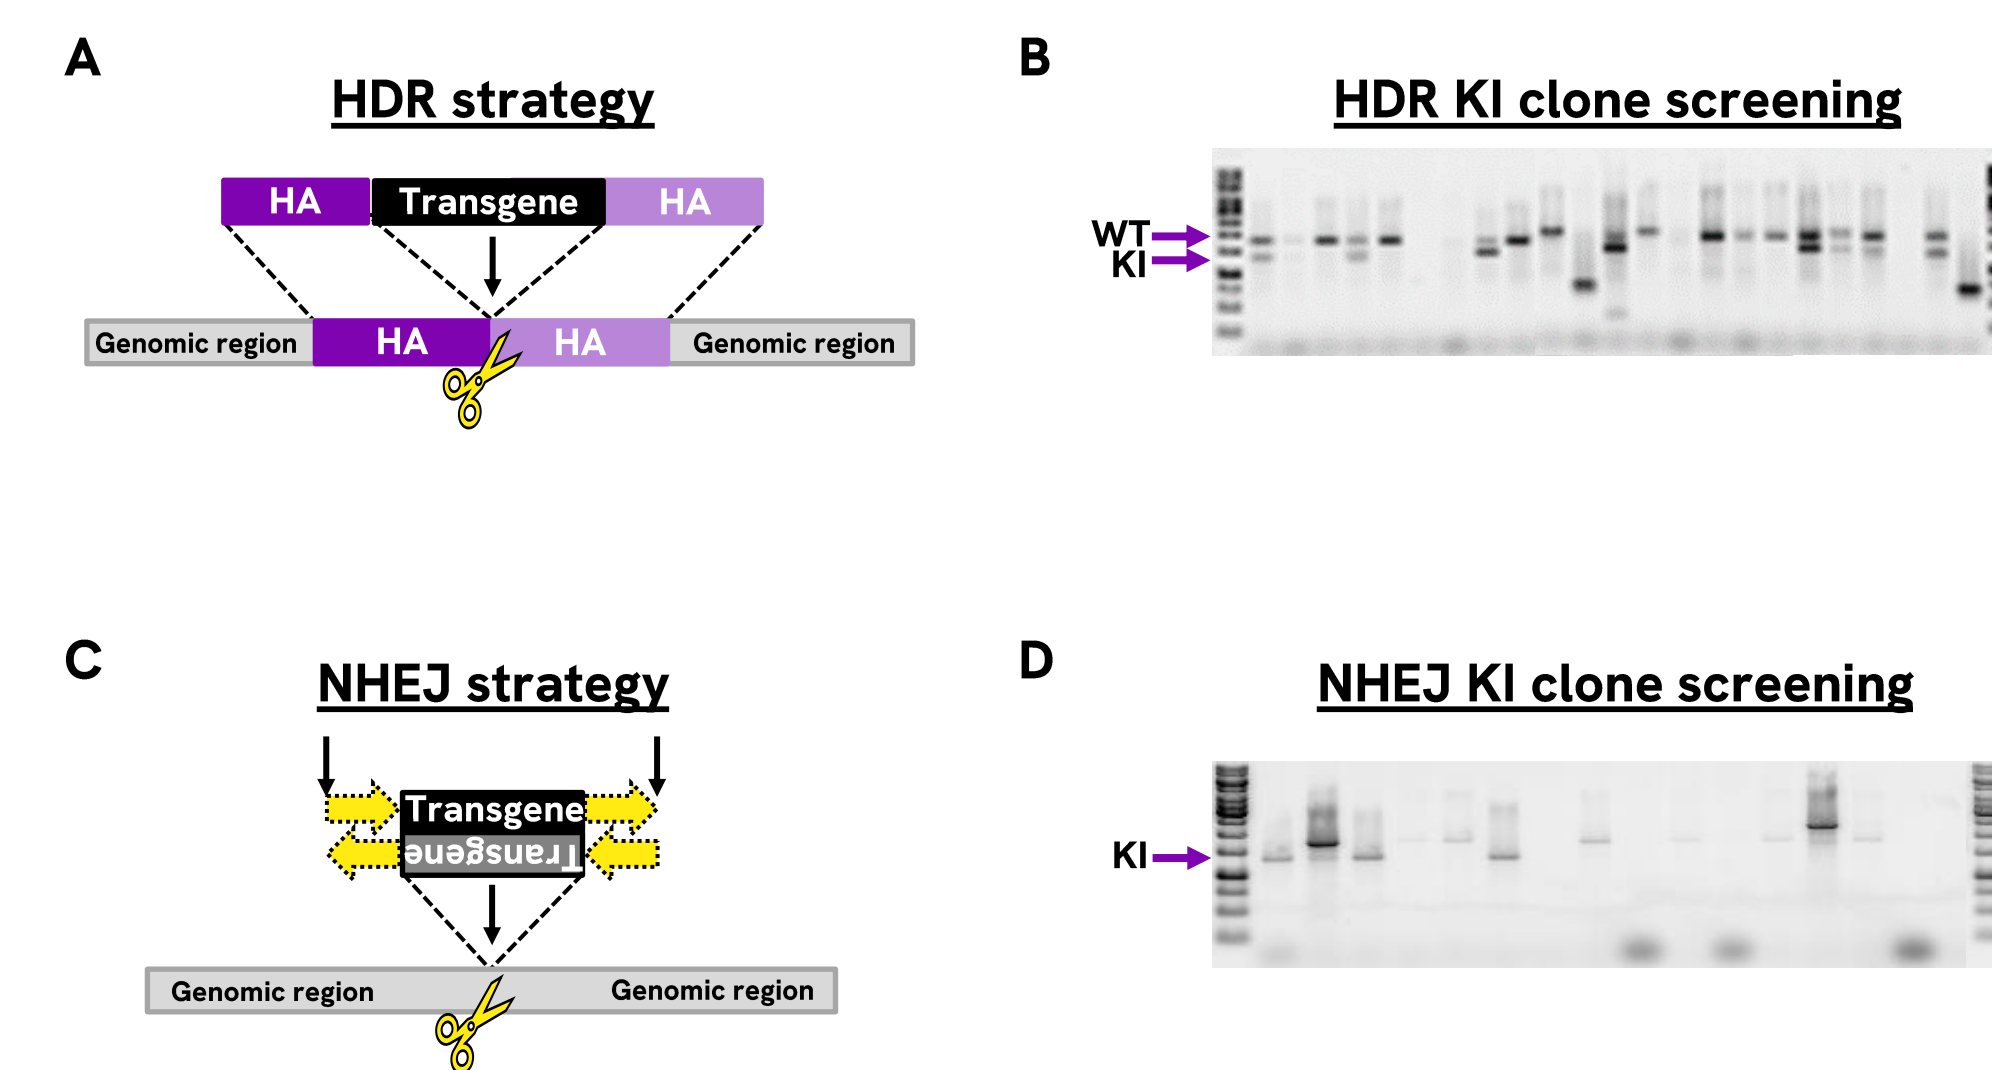 A
HDR strategy
HA Transgene HA
Genomic region HA HA Genomic region
B
HDR KI clone screening
WT
KI
C
NHEJ strategy
Transgene
Transgene
Genomic region Genomic region
D
NHEJ KI clone screening
KI